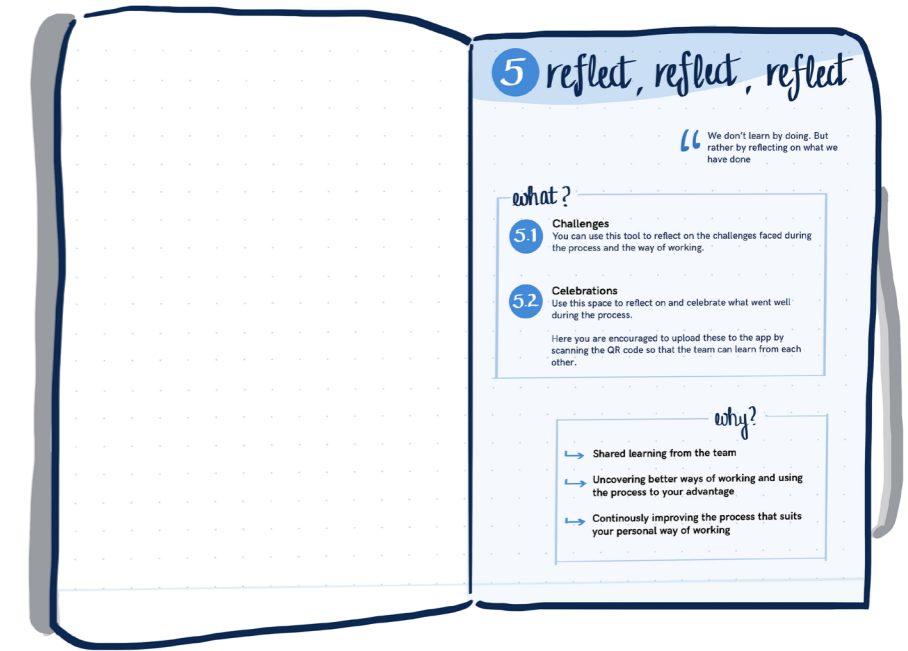 5 reflect, reflect, reflect
“ We don’t learn by doing. But
rather by reflecting on what we
have done
what?
5.1 Challenges
You can use this tool to reflect on the challenges faced during
the process and the way of working.
5.2 Celebrations
Use this space to reflect on and celebrate what went well
during the process.
Here you are encouraged to upload these to the app by
scanning the QR code so that the team can learn from each
other.
why?
Shared learning from the team
Uncovering better ways of working and using
the process to your advantage
Continously improving the process that suits
your personal way of working